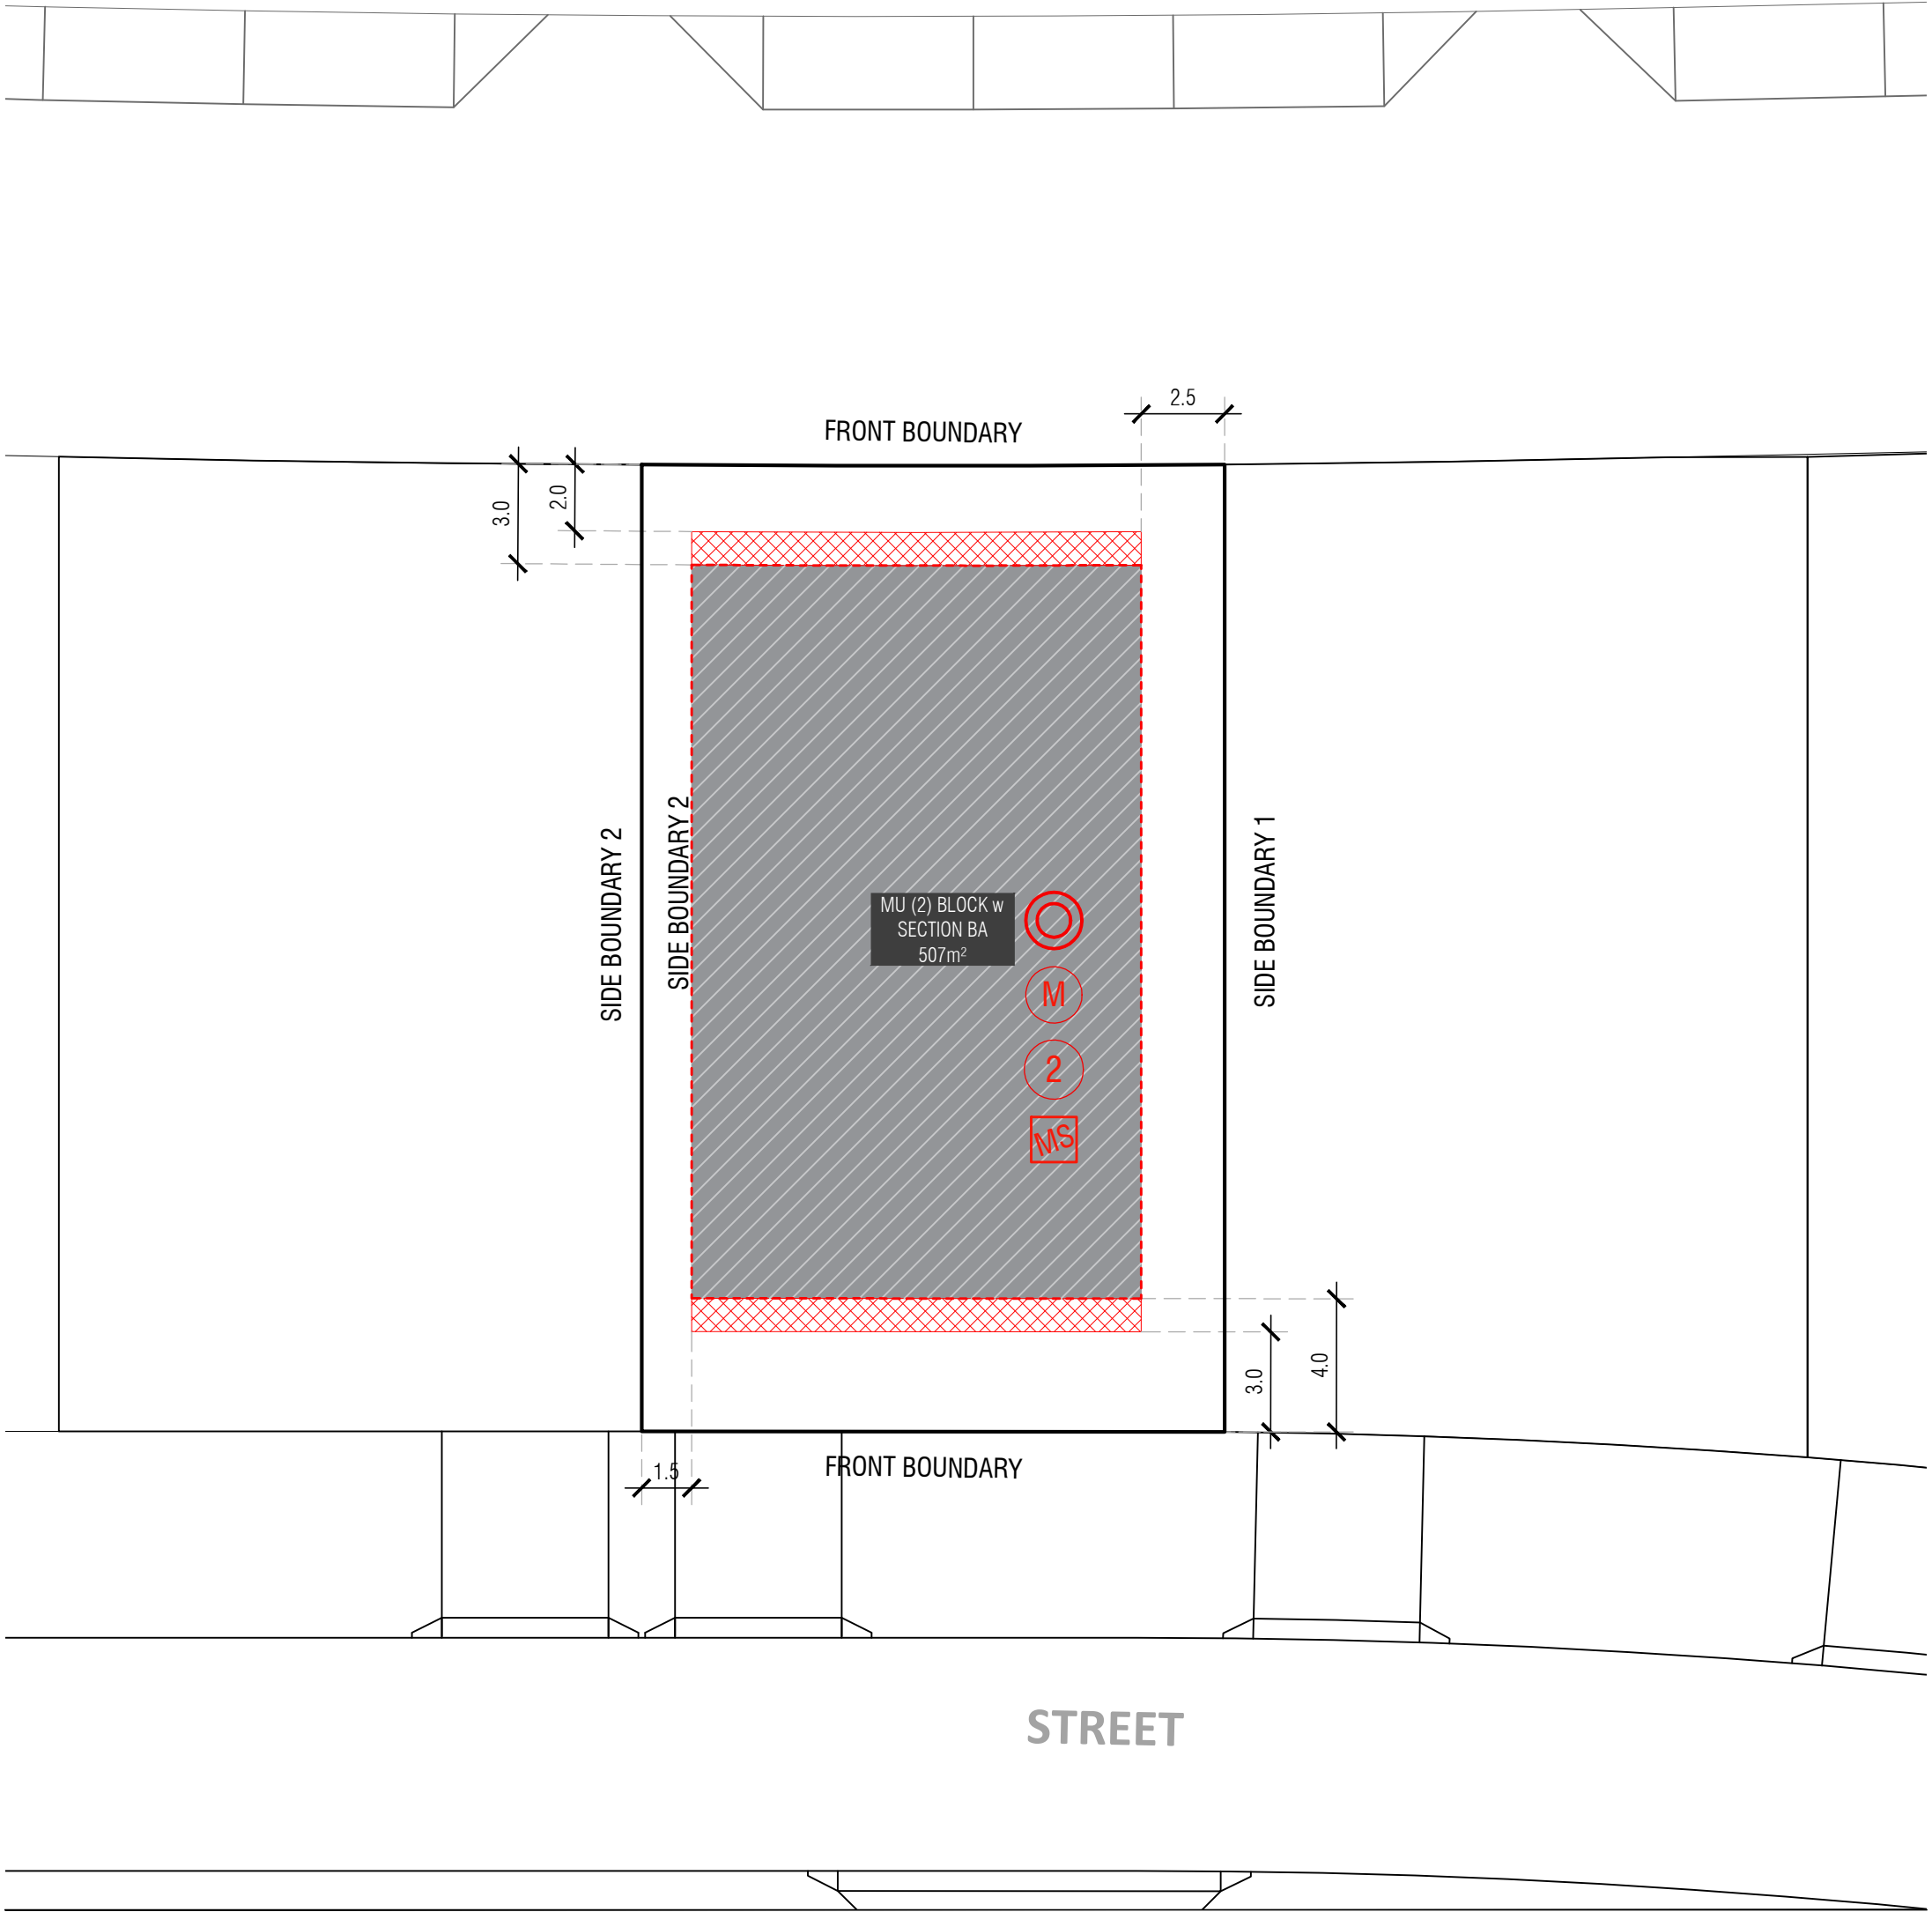 2.5
FRONT BOUNDARY
3.0
2.0
SIDE BOUNDARY 2
SIDE BOUNDARY 2
SIDE BOUNDARY 1
MU (2) BLOCK w
SECTION BA
507m²
M
2
MS
3.0
4.0
FRONT BOUNDARY
1.5
STREET